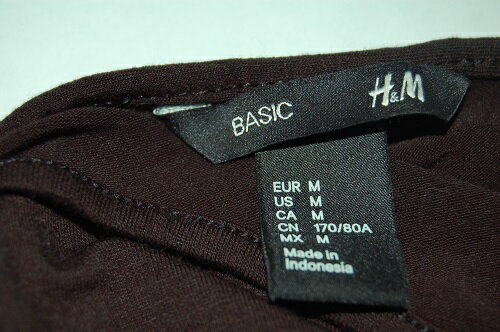 BASIC H&M
EUR M
US M
CA M
CN 170/80A
MX M
Made in
Indonesia